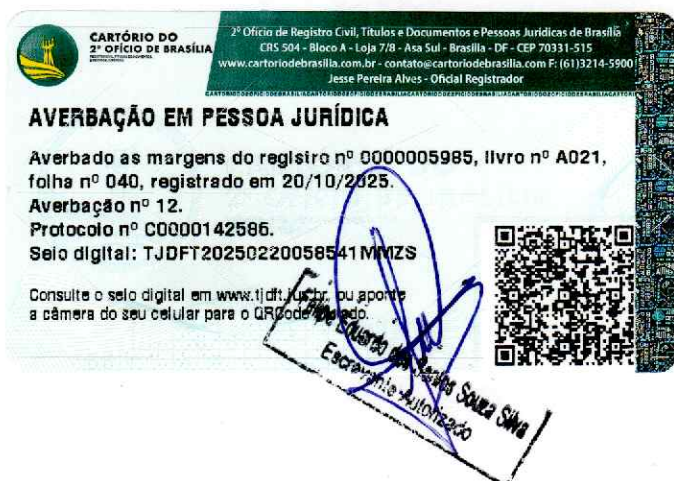 CARTÓRIO DO
2º OFÍCIO DE BRASÍLIA
2º Ofício de Registro Civil, Títulos e Documentos e Pessoas Jurídicas de Brasília
CRS 504 - Bloco A - Loja 7/8 - Asa Sul - Brasília - DF - CEP 70331-515
www.cartoriodebrasilia.com.br - contato@cartoriodebrasilia.com F: (61)3214-5900
Jesse Pereira Alves - Oficial Registrador
AVERBAÇÃO EM PESSOA JURÍDICA
Averbado as margens do registro nº 0000005985, livro nº A021,
folha nº 040, registrado em 20/10/2025.
Averbação nº 12.
Protocolo nº C0000142586.
Selo digital: TJDFT20250220058541MMZS
Consulte o selo digital em www.tjdft.jus.br, ou aponte
a câmera do seu celular para o QRCode ao lado.
Eduardo dos Santos Souza Silva
Escrevente Autorizado